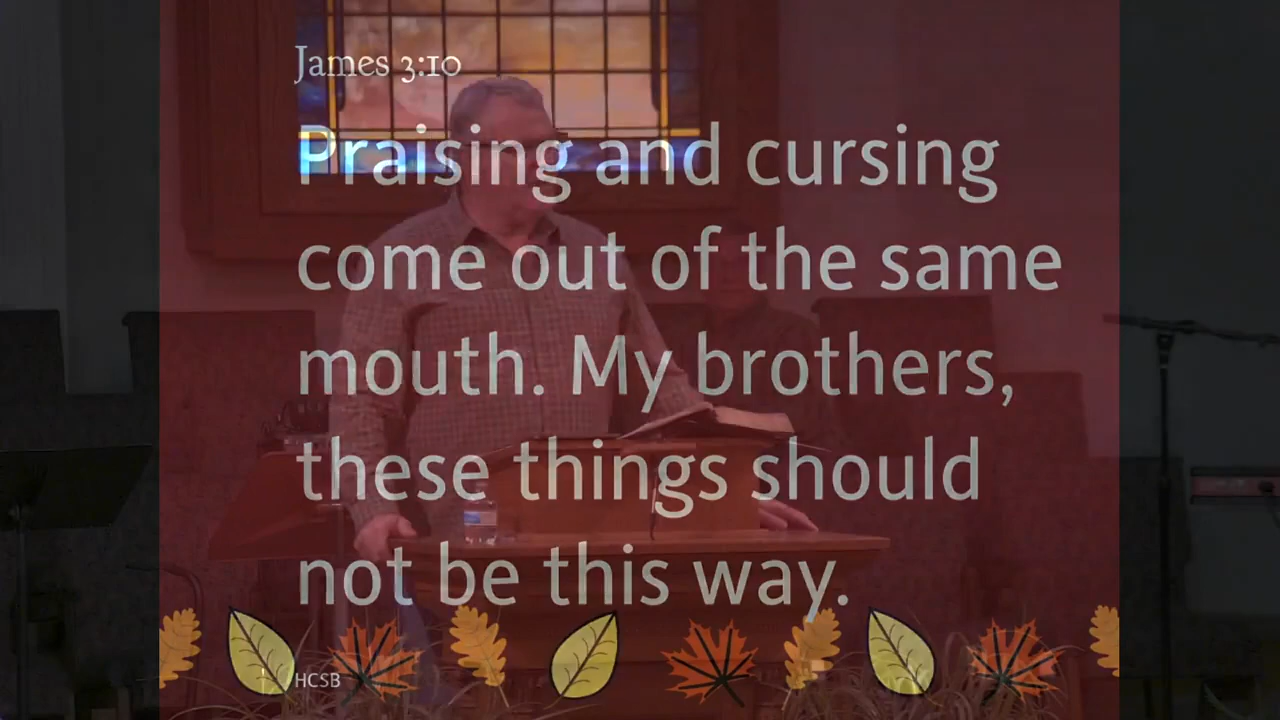 James 3:10
Praising and cursing
come out of the same
mouth. My brothers,
these things should
not be this way.
HCSB